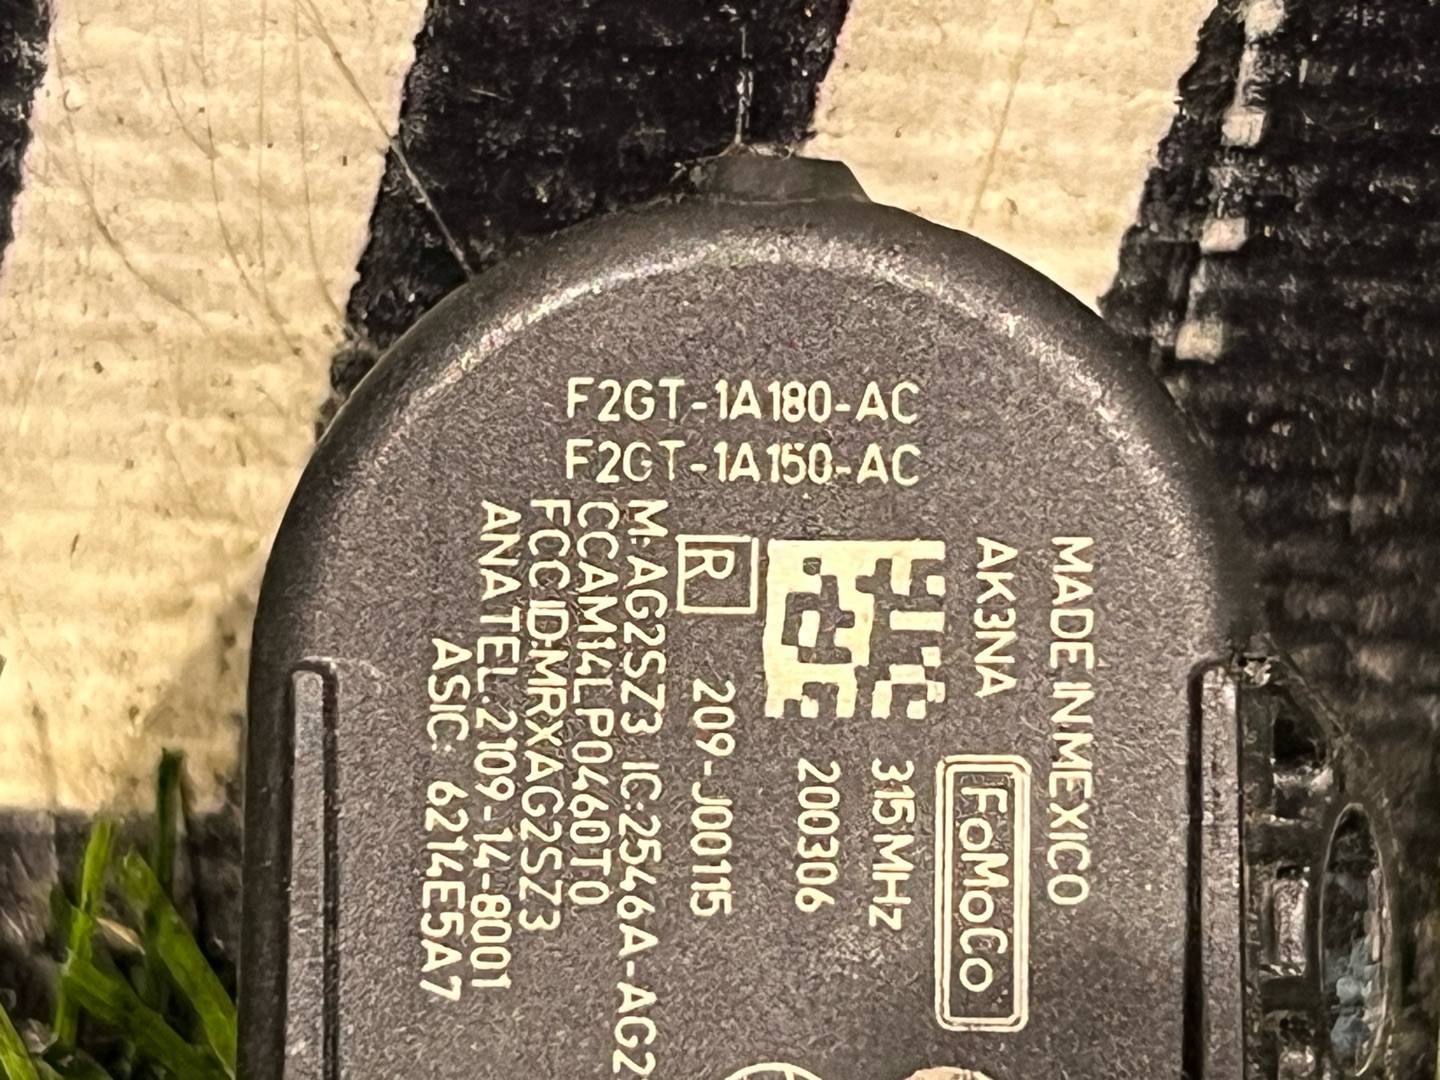 F2GT-1A180-AC
F2GT-1A150-AC
MADE IN MEXICO
AK3NA
FoMoCo
315MHz
200306
R 209-J00115
M: AG2SZ3 IC:2546A-AG2
CCAM14LP0460T0
FCC ID:MRXAG2SZ3
ANATEL:2109-14-8001
ASIC: 6214E5A7